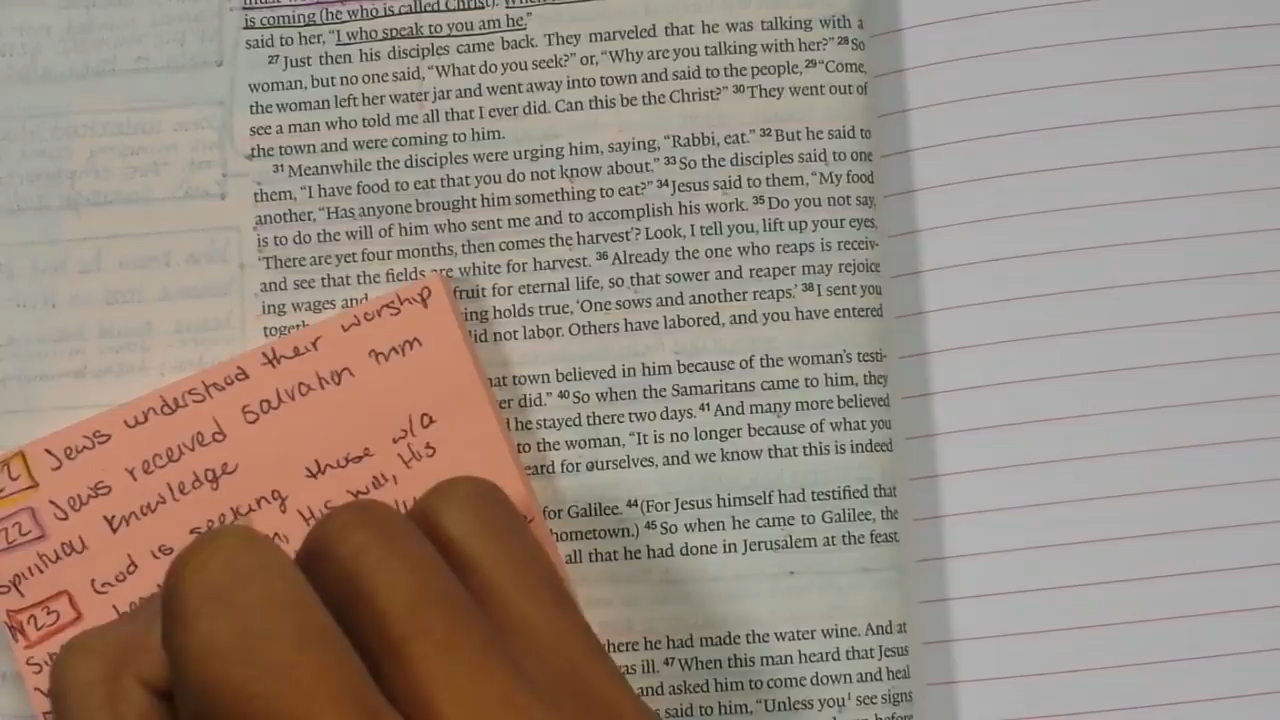 is coming (he who is called Christ).
said to her, “I who speak to you am he.”
27 Just then his disciples came back. They marveled that he was talking with a
woman, but no one said, “What do you seek?” or, “Why are you talking with her?” 28 So
the woman left her water jar and went away into town and said to the people, 29 “Come,
see a man who told me all that I ever did. Can this be the Christ?” 30 They went out of
the town and were coming to him.
31 Meanwhile the disciples were urging him, saying, “Rabbi, eat.” 32 But he said to
them, “I have food to eat that you do not know about.” 33 So the disciples said to one
another, “Has anyone brought him something to eat?” 34 Jesus said to them, “My food
is to do the will of him who sent me and to accomplish his work. 35 Do you not say,
‘There are yet four months, then comes the harvest’? Look, I tell you, lift up your eyes,
and see that the fields are white for harvest. 36 Already the one who reaps is receiv-
ing wages and fruit for eternal life, so that sower and reaper may rejoice
togeth ing holds true, ‘One sows and another reaps.’ 38 I sent you
did not labor. Others have labored, and you have entered
hat town believed in him because of the woman’s testi-
er did.” 40 So when the Samaritans came to him, they
he stayed there two days. 41 And many more believed
to the woman, “It is no longer because of what you
eard for ourselves, and we know that this is indeed
for Galilee. 44 (For Jesus himself had testified that
hometown.) 45 So when he came to Galilee, the
all that he had done in Jerusalem at the feast.
where he had made the water wine. And at
as ill. 47 When this man heard that Jesus
and asked him to come down and heal
said to him, “Unless you see signs
before
Jews understood their worship
22 Jews received salvation from
spiritual knowledge
V23 God is seeking those w/a
His will, His